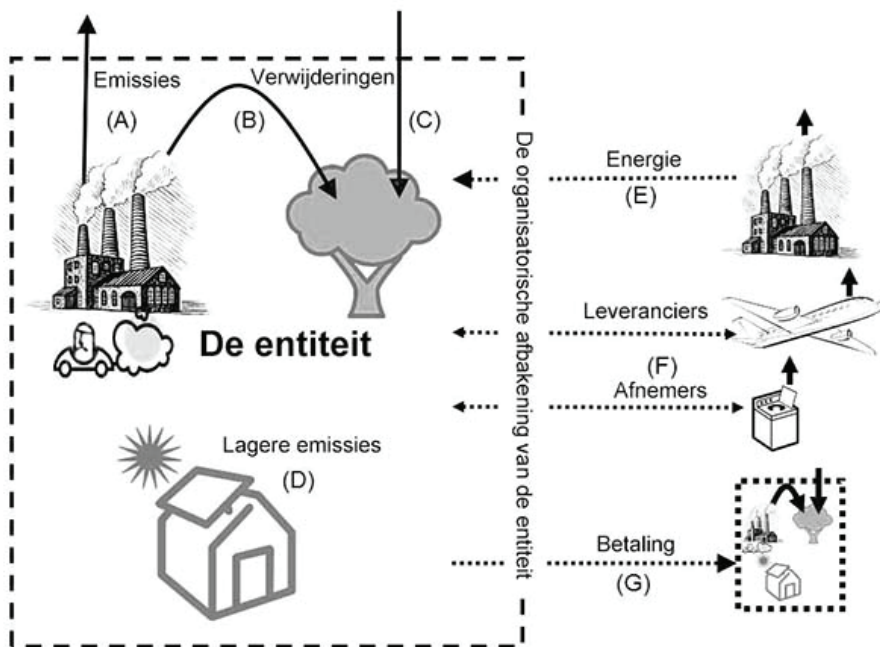 Emissies
(A)
(B)
Verwijderingen
(C)
De entiteit
Lagere emissies
(D)
De organisatorische afbakening van de entiteit
Energie
(E)
Leveranciers
(F)
Afnemers
Betaling
(G)